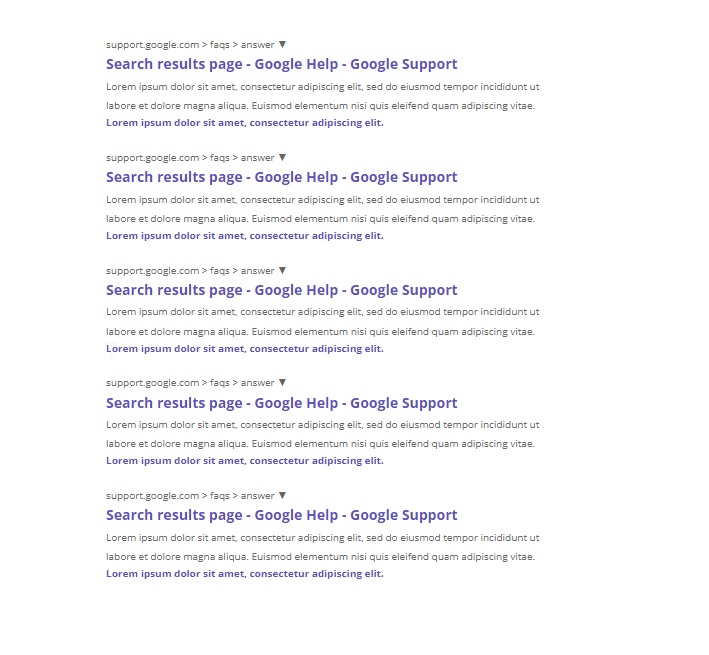 support.google.com > faqs > answer ▼
Search results page - Google Help - Google Support
Lorem ipsum dolor sit amet, consectetur adipiscing elit, sed do eiusmod tempor incididunt ut
labore et dolore magna aliqua. Euismod elementum nisi quis eleifend quam adipiscing vitae.
Lorem ipsum dolor sit amet, consectetur adipiscing elit.
support.google.com > faqs > answer ▼
Search results page - Google Help - Google Support
Lorem ipsum dolor sit amet, consectetur adipiscing elit, sed do eiusmod tempor incididunt ut
labore et dolore magna aliqua. Euismod elementum nisi quis eleifend quam adipiscing vitae.
Lorem ipsum dolor sit amet, consectetur adipiscing elit.
support.google.com > faqs > answer ▼
Search results page - Google Help - Google Support
Lorem ipsum dolor sit amet, consectetur adipiscing elit, sed do eiusmod tempor incididunt ut
labore et dolore magna aliqua. Euismod elementum nisi quis eleifend quam adipiscing vitae.
Lorem ipsum dolor sit amet, consectetur adipiscing elit.
support.google.com > faqs > answer ▼
Search results page - Google Help - Google Support
Lorem ipsum dolor sit amet, consectetur adipiscing elit, sed do eiusmod tempor incididunt ut
labore et dolore magna aliqua. Euismod elementum nisi quis eleifend quam adipiscing vitae.
Lorem ipsum dolor sit amet, consectetur adipiscing elit.
support.google.com > faqs > answer ▼
Search results page - Google Help - Google Support
Lorem ipsum dolor sit amet, consectetur adipiscing elit, sed do eiusmod tempor incididunt ut
labore et dolore magna aliqua. Euismod elementum nisi quis eleifend quam adipiscing vitae.
Lorem ipsum dolor sit amet, consectetur adipiscing elit.